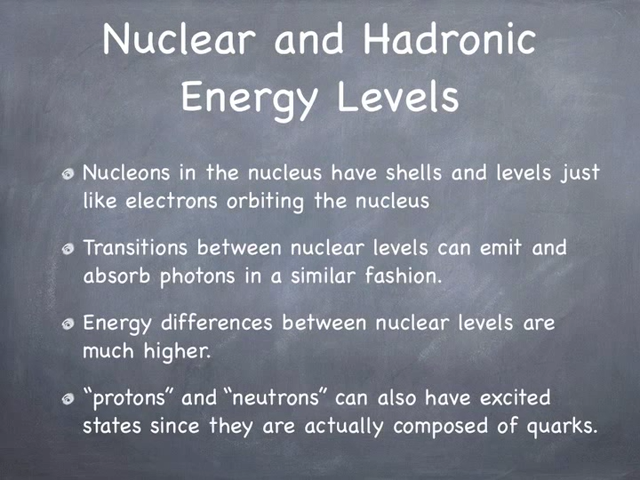 Nuclear and Hadronic
Energy Levels
Nucleons in the nucleus have shells and levels just
like electrons orbiting the nucleus
Transitions between nuclear levels can emit and
absorb photons in a similar fashion.
Energy differences between nuclear levels are
much higher.
“protons” and “neutrons” can also have excited
states since they are actually composed of quarks.